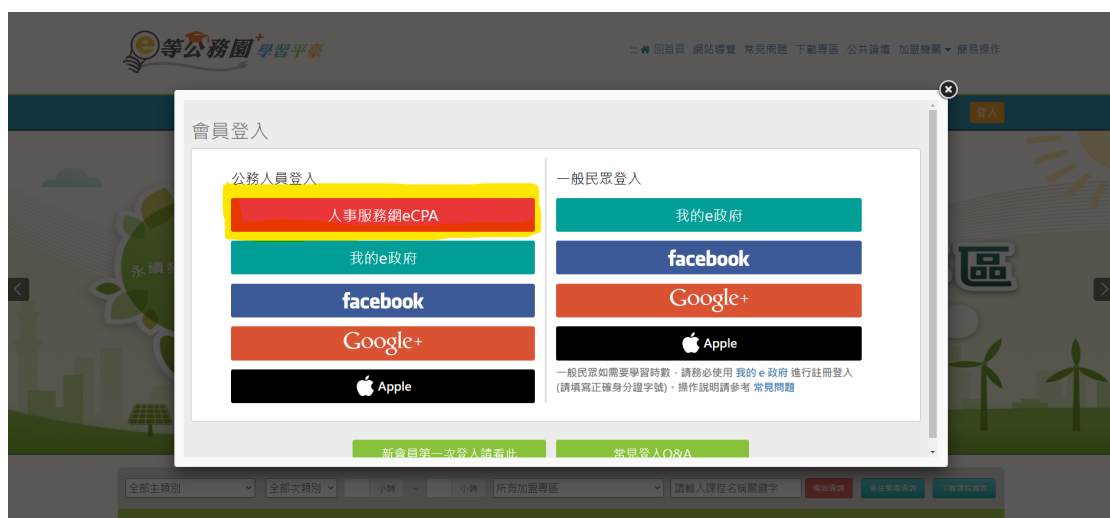 e等公務園+學習平臺
::: 回首頁 網站導覽 常見問題 下載專區 公共論壇 加盟機關 簡易操作
登入
會員登入
公務人員登入
人事服務網eCPA
我的e政府
facebook
Google+
Apple
一般民眾登入
我的e政府
facebook
Google+
Apple
一般民眾如需要學習時數，請務必使用 我的 e 政府 進行註冊登入
(請填寫正確身分證字號)。操作說明請參考 常見問題
新會員第一次登入請看此
常見登入Q&A
永續
區
全部主類別 全部次類別 小時 ~ 小時 所有加盟專區 請輸入課程名稱關鍵字